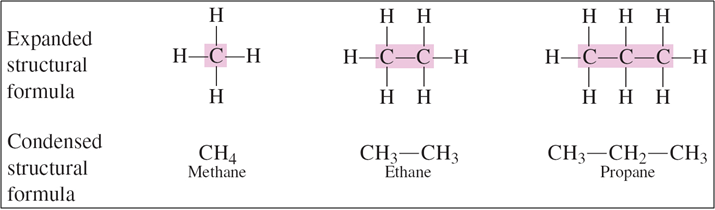 Expanded
structural
formula
H H H H H H
H—C—H H—C—C—H H—C—C—C—H
H H H H H H
Condensed
structural
formula
CH₄ CH₃—CH₃ CH₃—CH₂—CH₃
Methane Ethane Propane